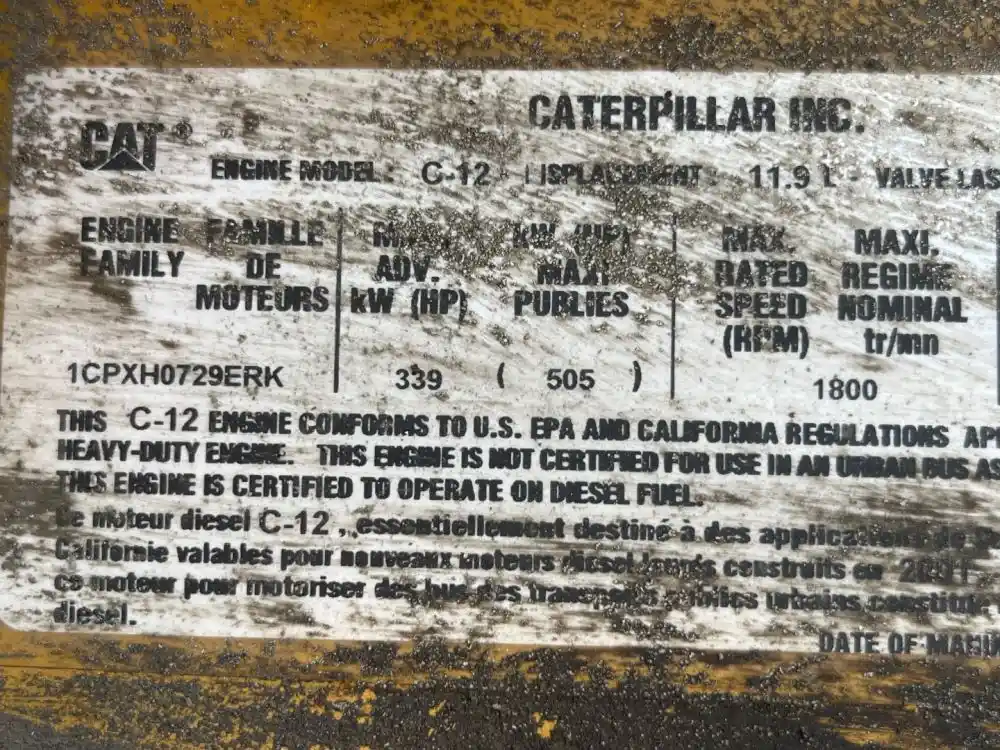 CATERPILLAR INC.
CAT®
ENGINE MODEL: C-12 DISPLACEMENT: 11.9 L VALVE LAS
ENGINE FAMILLE kW (HP) MAX. MAXI.
FAMILY DE ADV. MAXI RATED REGIME
MOTEURS kW (HP) PUBLIES SPEED NOMINAL
(RPM) tr/mn
1CPXH0729ERK 339 ( 505 ) 1800
THIS C-12 ENGINE CONFORMS TO U.S. EPA AND CALIFORNIA REGULATIONS AP
HEAVY-DUTY ENGINE. THIS ENGINE IS NOT CERTIFIED FOR USE IN AN URBAN BUS AS
THIS ENGINE IS CERTIFIED TO OPERATE ON DIESEL FUEL.
Ce moteur diesel C-12, essentiellement destiné à des applications de
Californie valables pour nouveaux moteurs diesel construits en
ce moteur pour motoriser des bus des transports publics urbains constitu
diesel.
DATE OF MANU